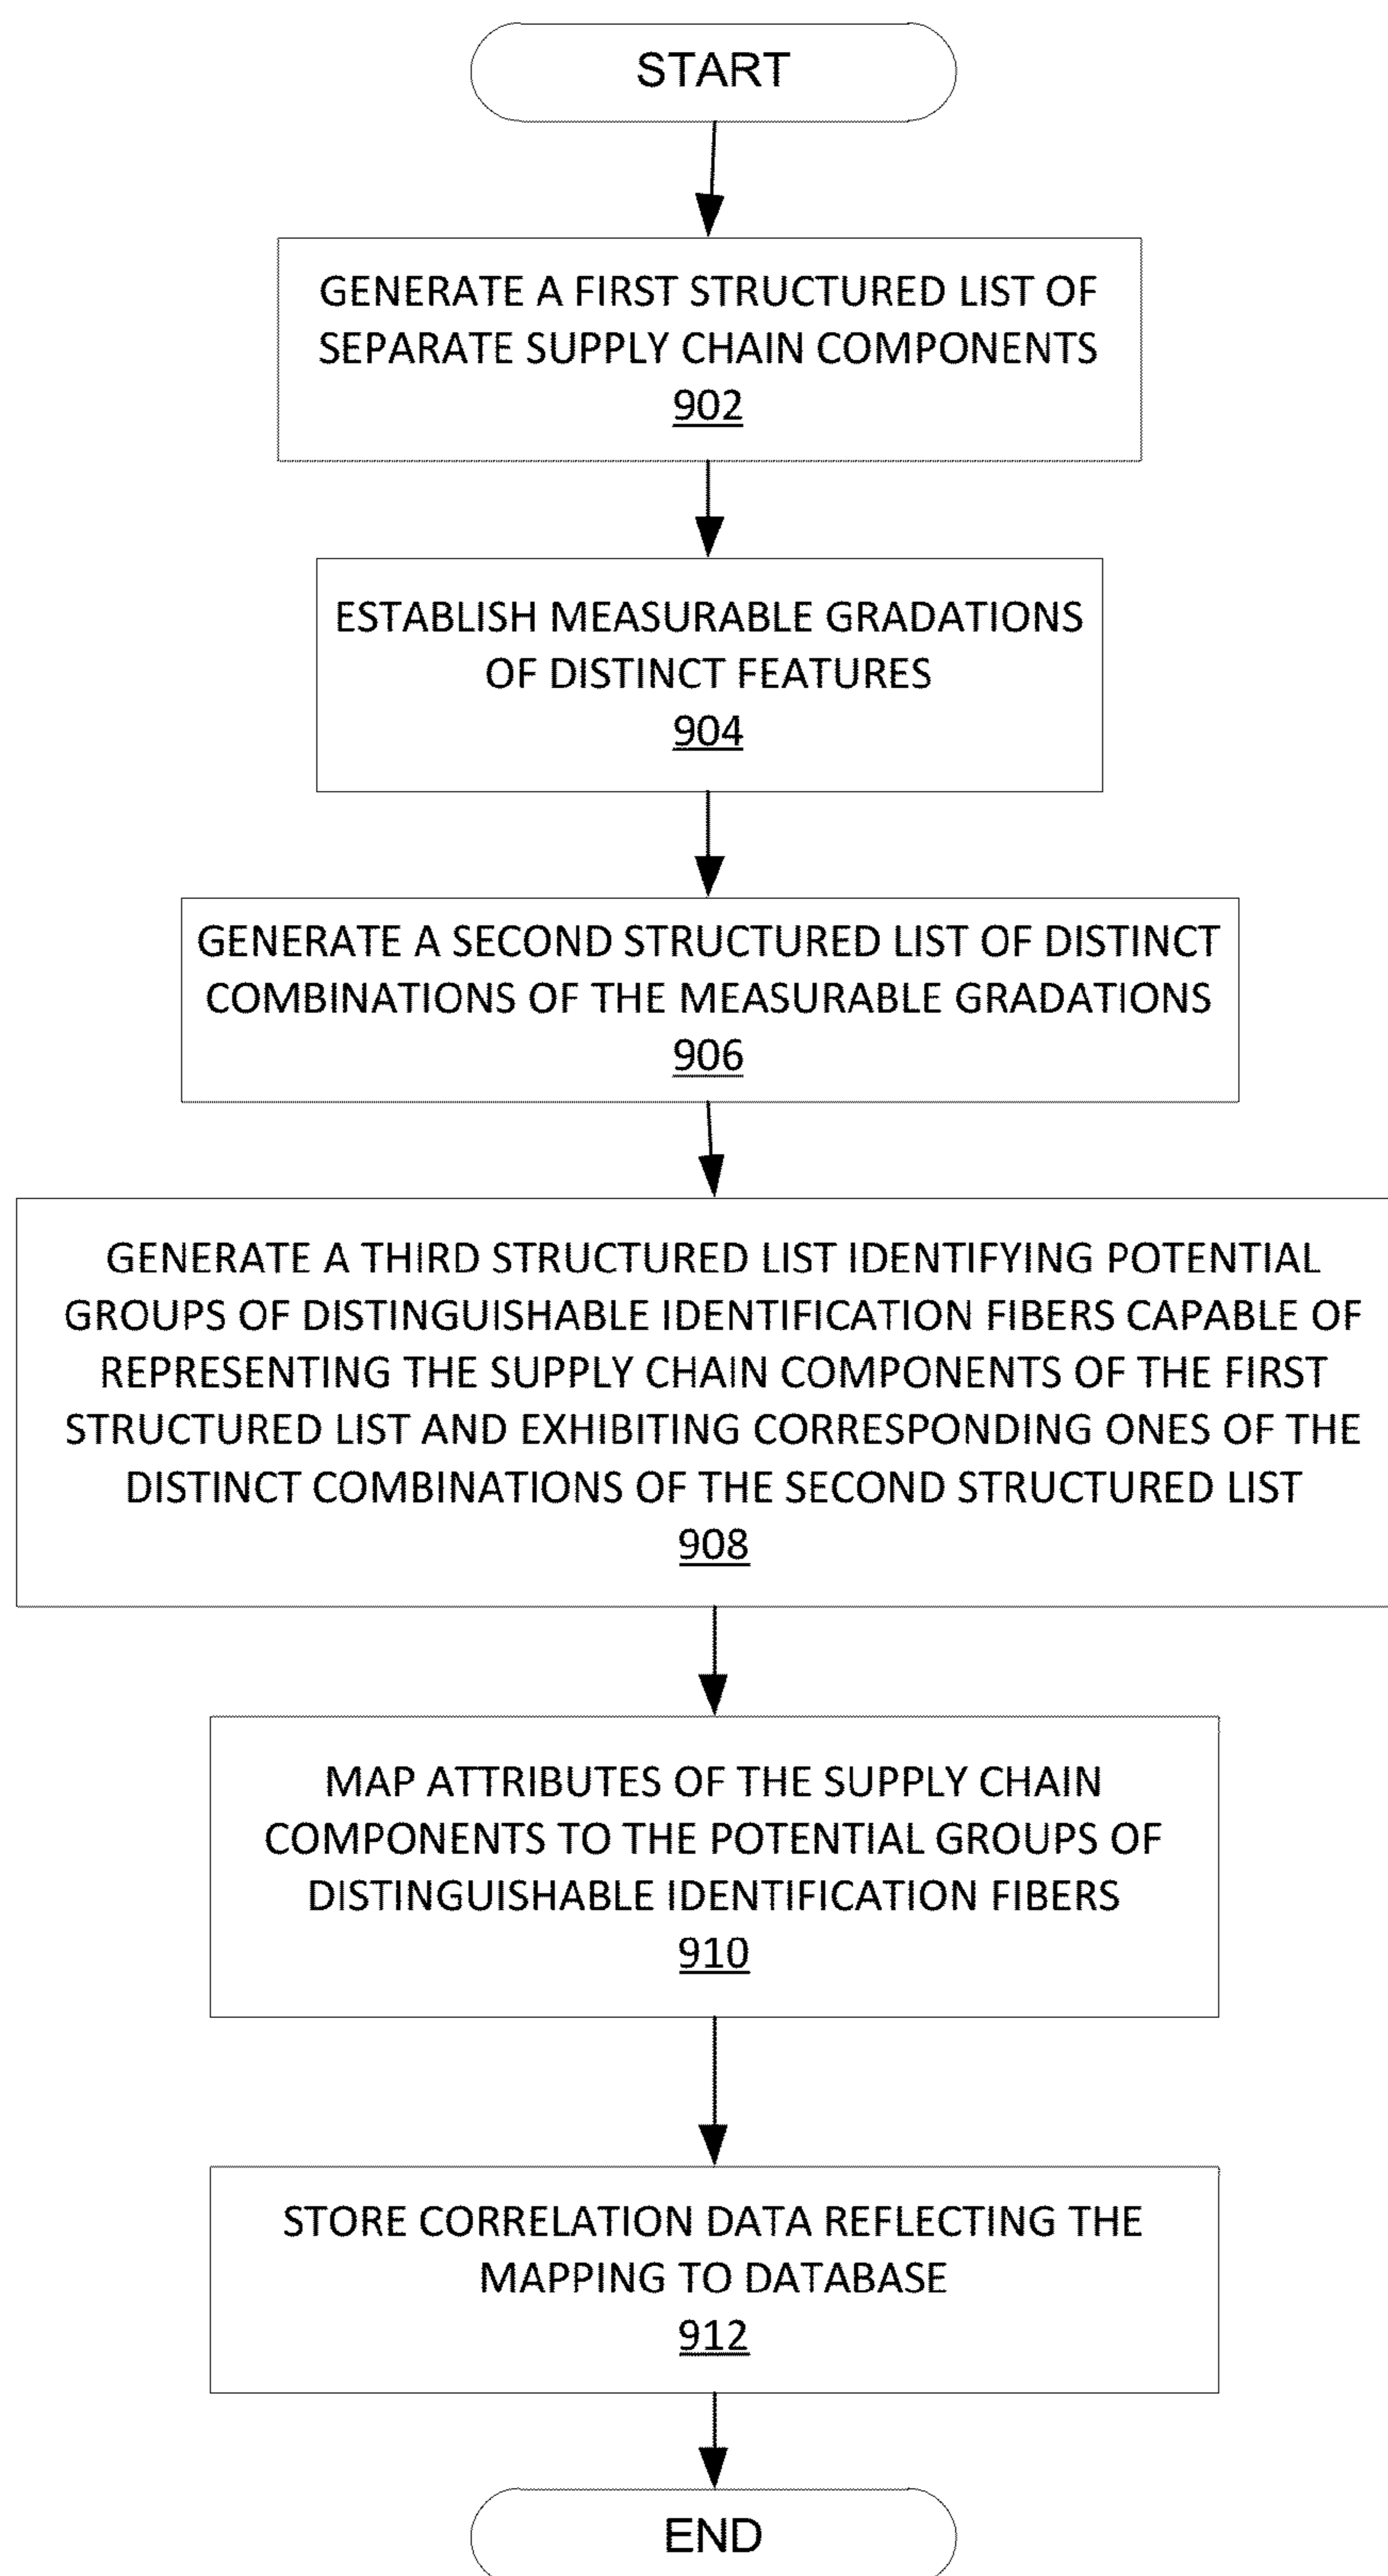 START
GENERATE A FIRST STRUCTURED LIST OF
SEPARATE SUPPLY CHAIN COMPONENTS
902
ESTABLISH MEASURABLE GRADATIONS
OF DISTINCT FEATURES
904
GENERATE A SECOND STRUCTURED LIST OF DISTINCT
COMBINATIONS OF THE MEASURABLE GRADATIONS
906
GENERATE A THIRD STRUCTURED LIST IDENTIFYING POTENTIAL
GROUPS OF DISTINGUISHABLE IDENTIFICATION FIBERS CAPABLE OF
REPRESENTING THE SUPPLY CHAIN COMPONENTS OF THE FIRST
STRUCTURED LIST AND EXHIBITING CORRESPONDING ONES OF THE
DISTINCT COMBINATIONS OF THE SECOND STRUCTURED LIST
908
MAP ATTRIBUTES OF THE SUPPLY CHAIN
COMPONENTS TO THE POTENTIAL GROUPS OF
DISTINGUISHABLE IDENTIFICATION FIBERS
910
STORE CORRELATION DATA REFLECTING THE
MAPPING TO DATABASE
912
END